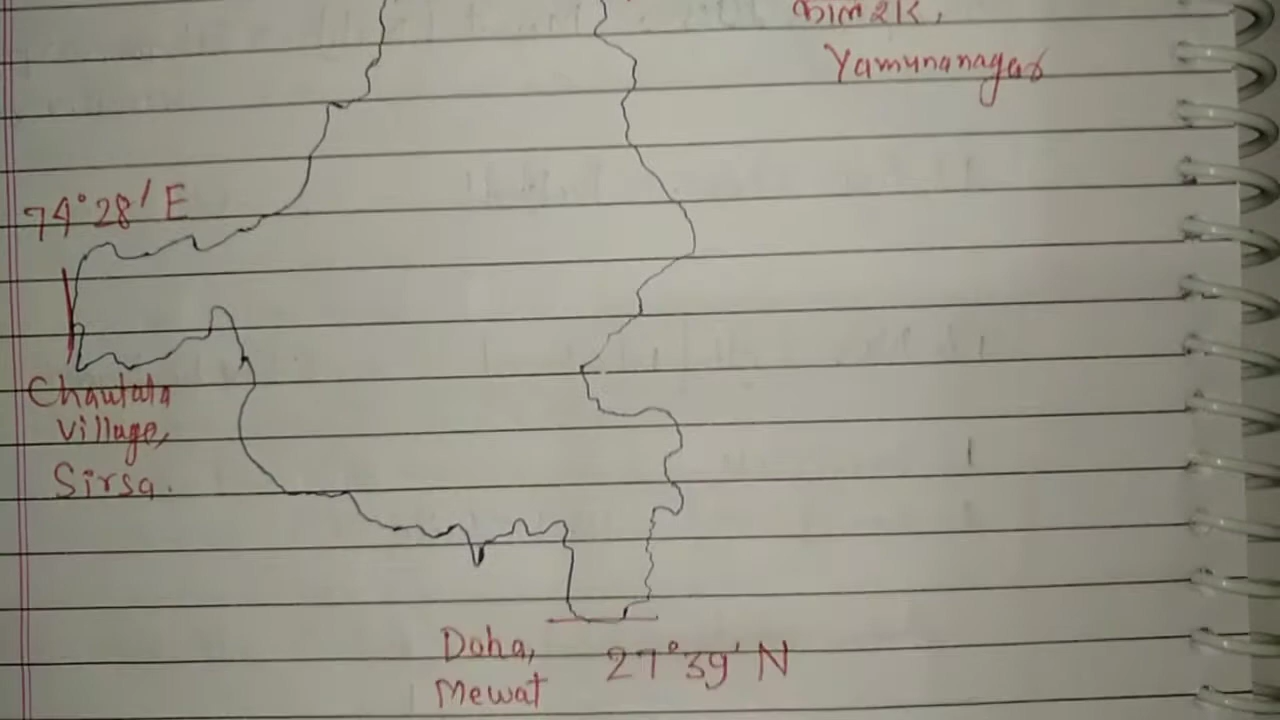 Yamunanagar
74°28' E
Chautala
Village,
Sirsa.
Doha,
Mewat
27°39' N